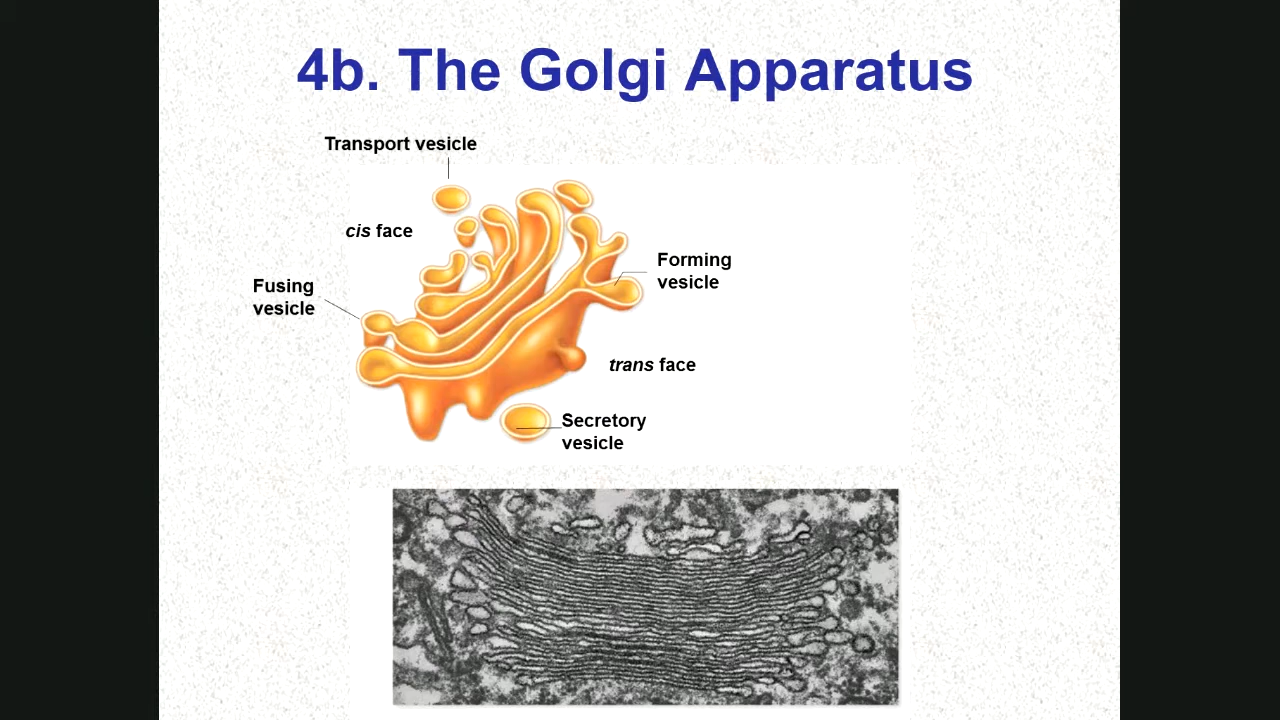 4b. The Golgi Apparatus
Transport vesicle
cis face
Forming
vesicle
Fusing
vesicle
trans face
Secretory
vesicle